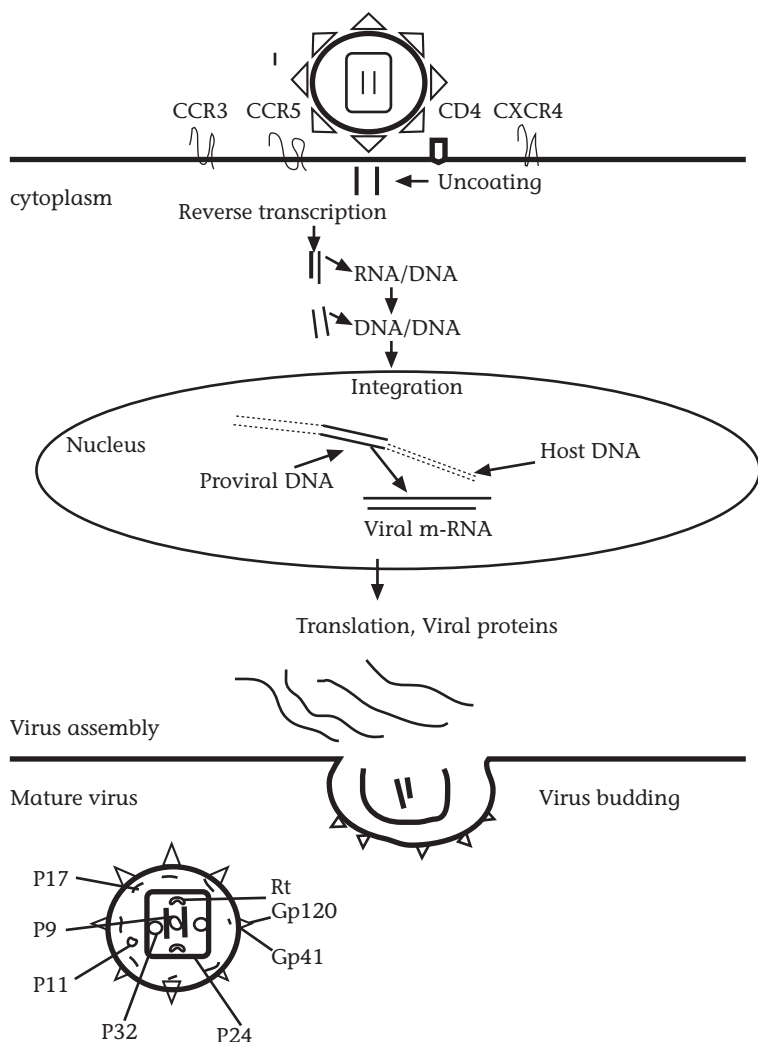 CCR3 CCR5 CD4 CXCR4
cytoplasm
Uncoating
Reverse transcription
RNA/DNA
DNA/DNA
Integration
Nucleus
Host DNA
Proviral DNA
Viral m-RNA
Translation, Viral proteins
Virus assembly
Mature virus
Virus budding
P17
Rt
Gp120
P9
Gp41
P11
P32
P24